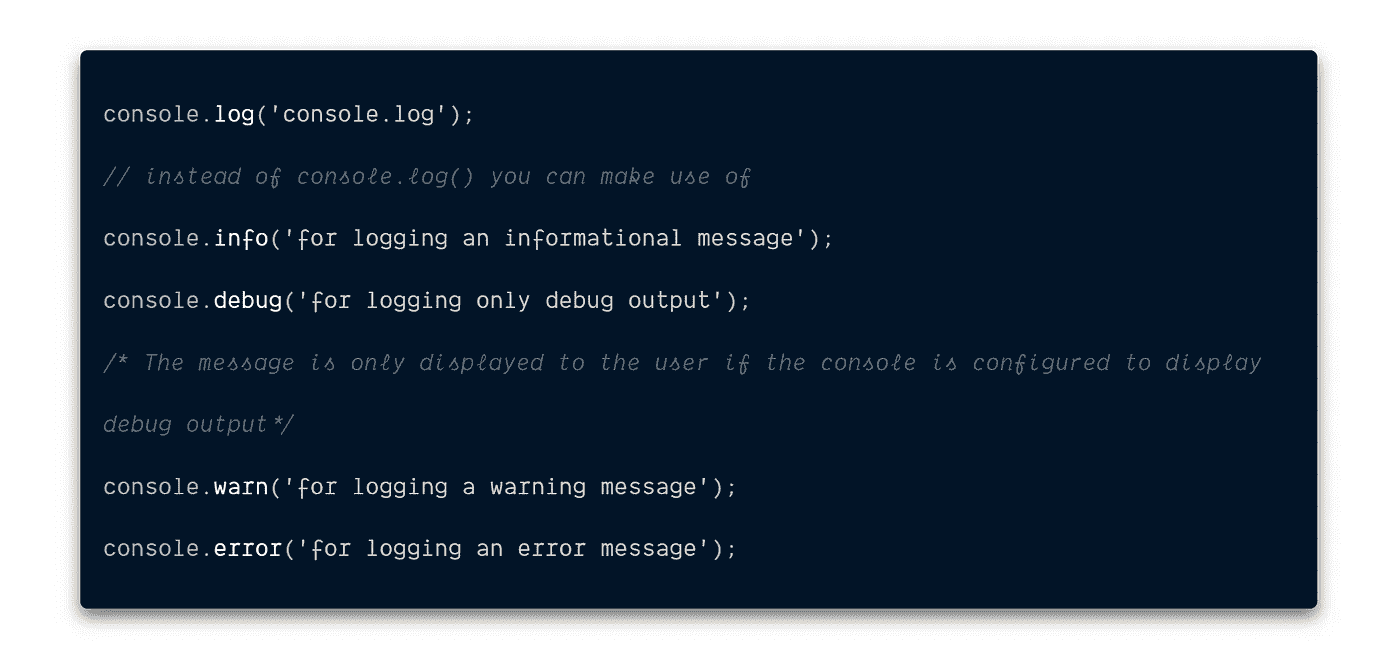 console.log('console.log');
// instead of console.log() you can make use of
console.info('for logging an informational message');
console.debug('for logging only debug output');
/* The message is only displayed to the user if the console is configured to display
debug output*/
console.warn('for logging a warning message');
console.error('for logging an error message');